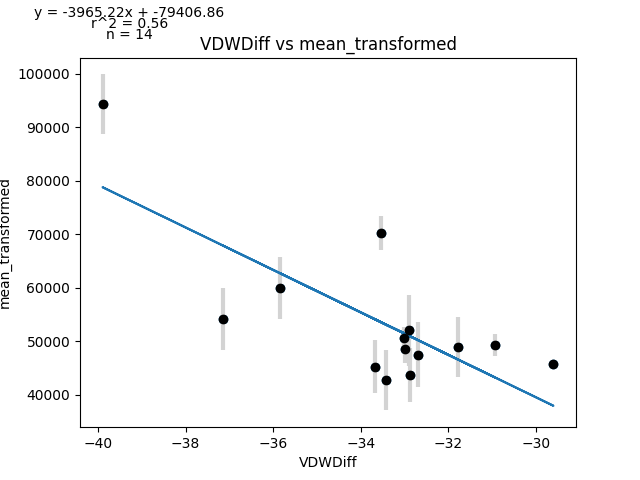 y = -3965.22x + -79406.86
r^2 = 0.56
n = 14
VDWDiff vs mean_transformed
100000
90000
80000
70000
60000
50000
40000
mean_transformed
−40
−38
−36
−34
−32
−30
VDWDiff